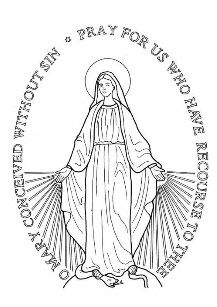 O MARY CONCEIVED WITHOUT SIN • PRAY FOR US WHO HAVE RECOURSE TO THEE